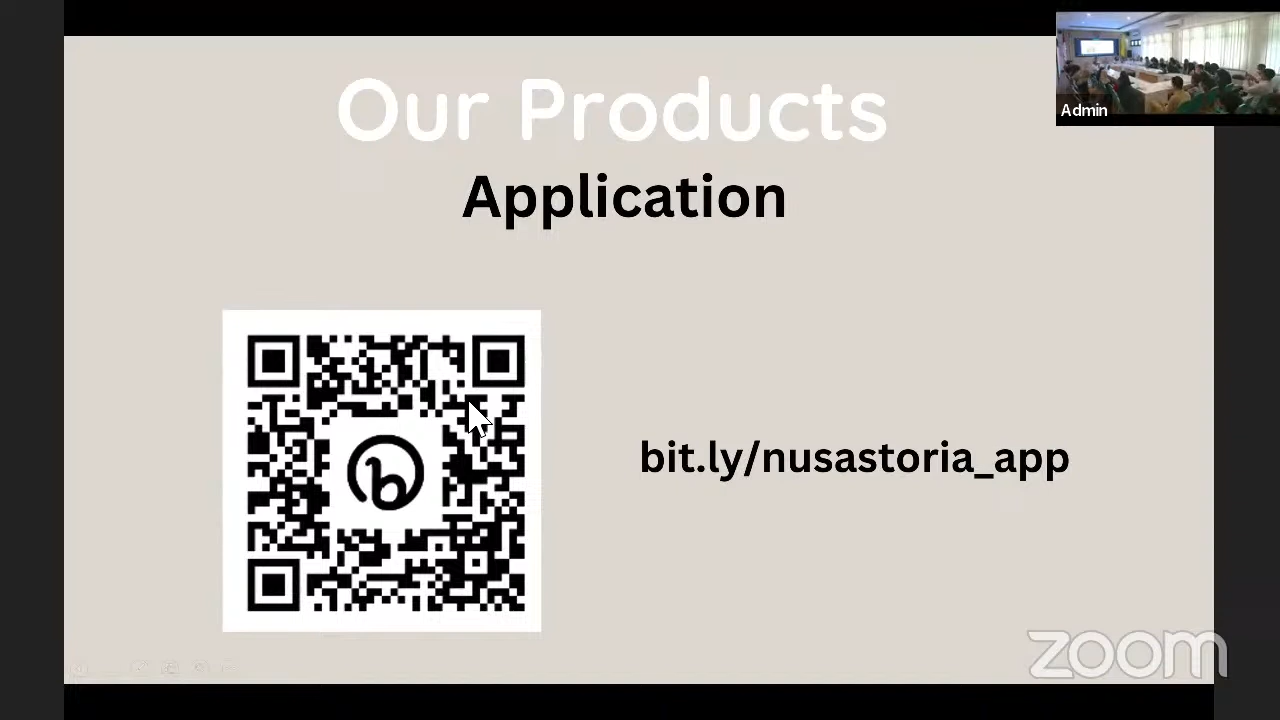 Our Products
Application
Admin
bit.ly/nusastoria_app
zoom